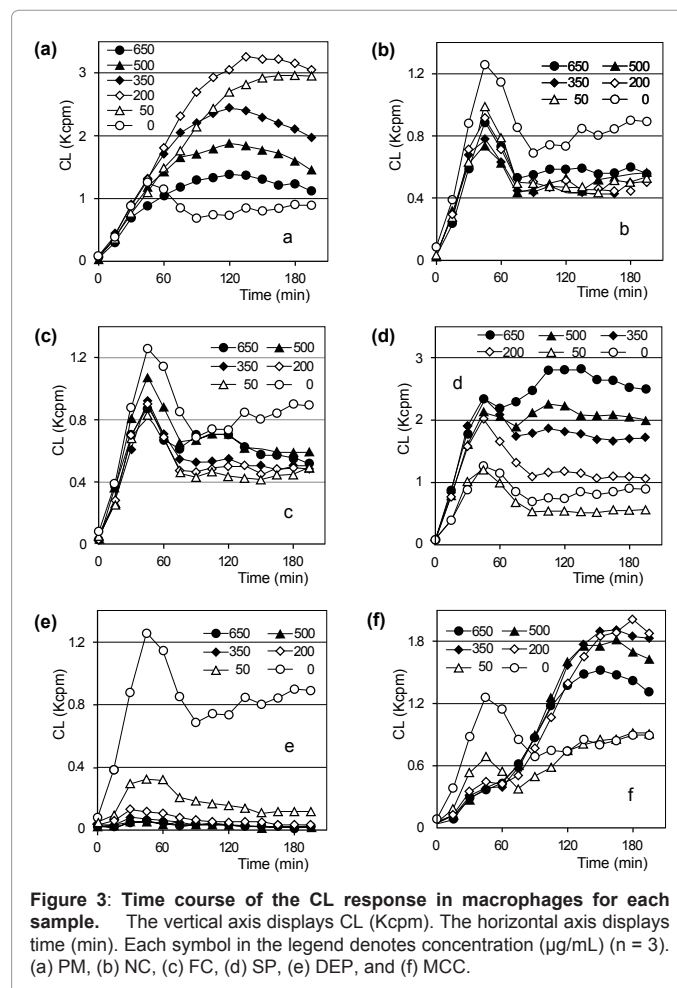 (a)
CL (Kcpm)
3
2
1
0
650
500
350
200
50
0
a
0 60 120 180
Time (min)
(b)
CL (Kcpm)
1.2
0.8
0.4
0
650 500
350 200
50 0
b
0 60 120 180
Time (min)
(c)
CL (Kcpm)
1.2
0.8
0.4
0
650 500
350 200
50 0
c
0 60 120 180
Time (min)
(d)
CL (Kcpm)
3
2
1
0
650 500 350
200 50 0
d
0 60 120 180
Time (min)
(e)
CL (Kcpm)
1.2
0.8
0.4
0
650 500
350 200
50 0
e
0 60 120 180
Time (min)
(f)
CL (Kcpm)
1.8
1.2
0.6
0
650 500
350 200
50 0
f
0 60 120 180
Time (min)
Figure 3: Time course of the CL response in macrophages for each
sample. The vertical axis displays CL (Kcpm). The horizontal axis displays
time (min). Each symbol in the legend denotes concentration (μg/mL) (n = 3).
(a) PM, (b) NC, (c) FC, (d) SP, (e) DEP, and (f) MCC.